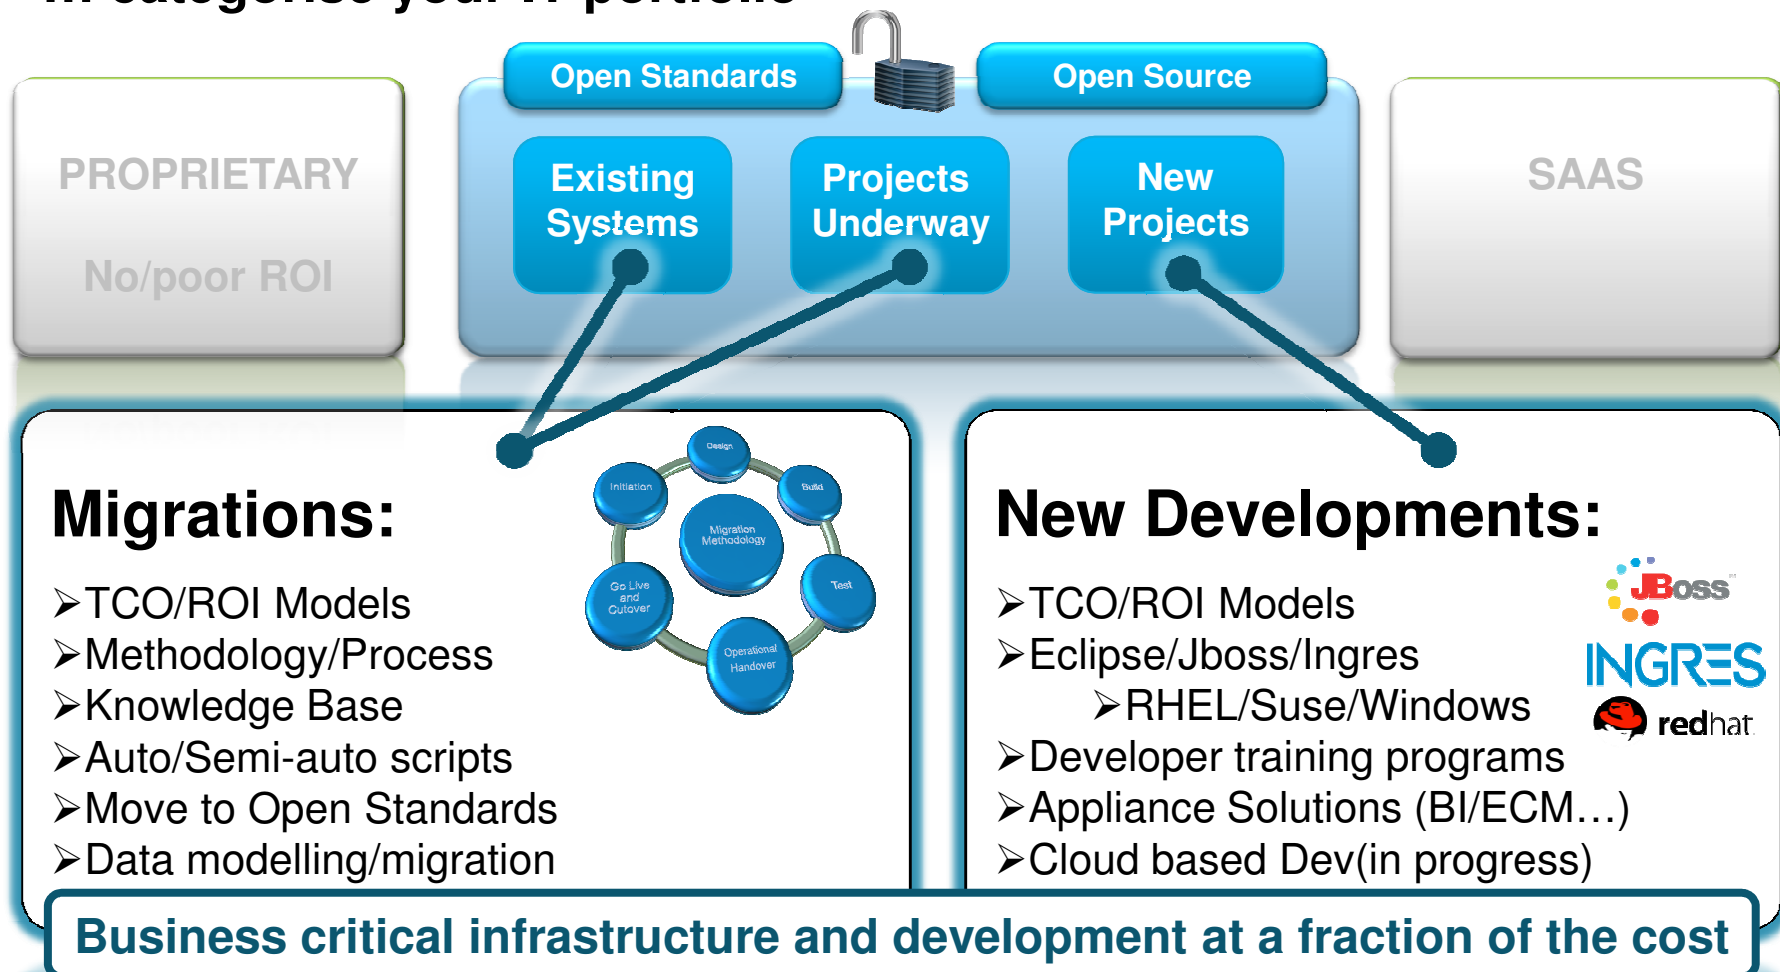 ... categorise your IT portfolio
Open Standards
Open Source
PROPRIETARY
No/poor ROI
Existing
Systems
Projects
Underway
New
Projects
SAAS
Migrations:
➢TCO/ROI Models
➢Methodology/Process
➢Knowledge Base
➢Auto/Semi-auto scripts
➢Move to Open Standards
➢Data modelling/migration
Design
Initiation
Build
Migration
Methodology
Go Live
and
Cutover
Test
Operational
Handover
New Developments:
➢TCO/ROI Models
➢Eclipse/Jboss/Ingres
➢RHEL/Suse/Windows
➢Developer training programs
➢Appliance Solutions (BI/ECM…)
➢Cloud based Dev(in progress)
JBoss
INGRES
redhat
Business critical infrastructure and development at a fraction of the cost